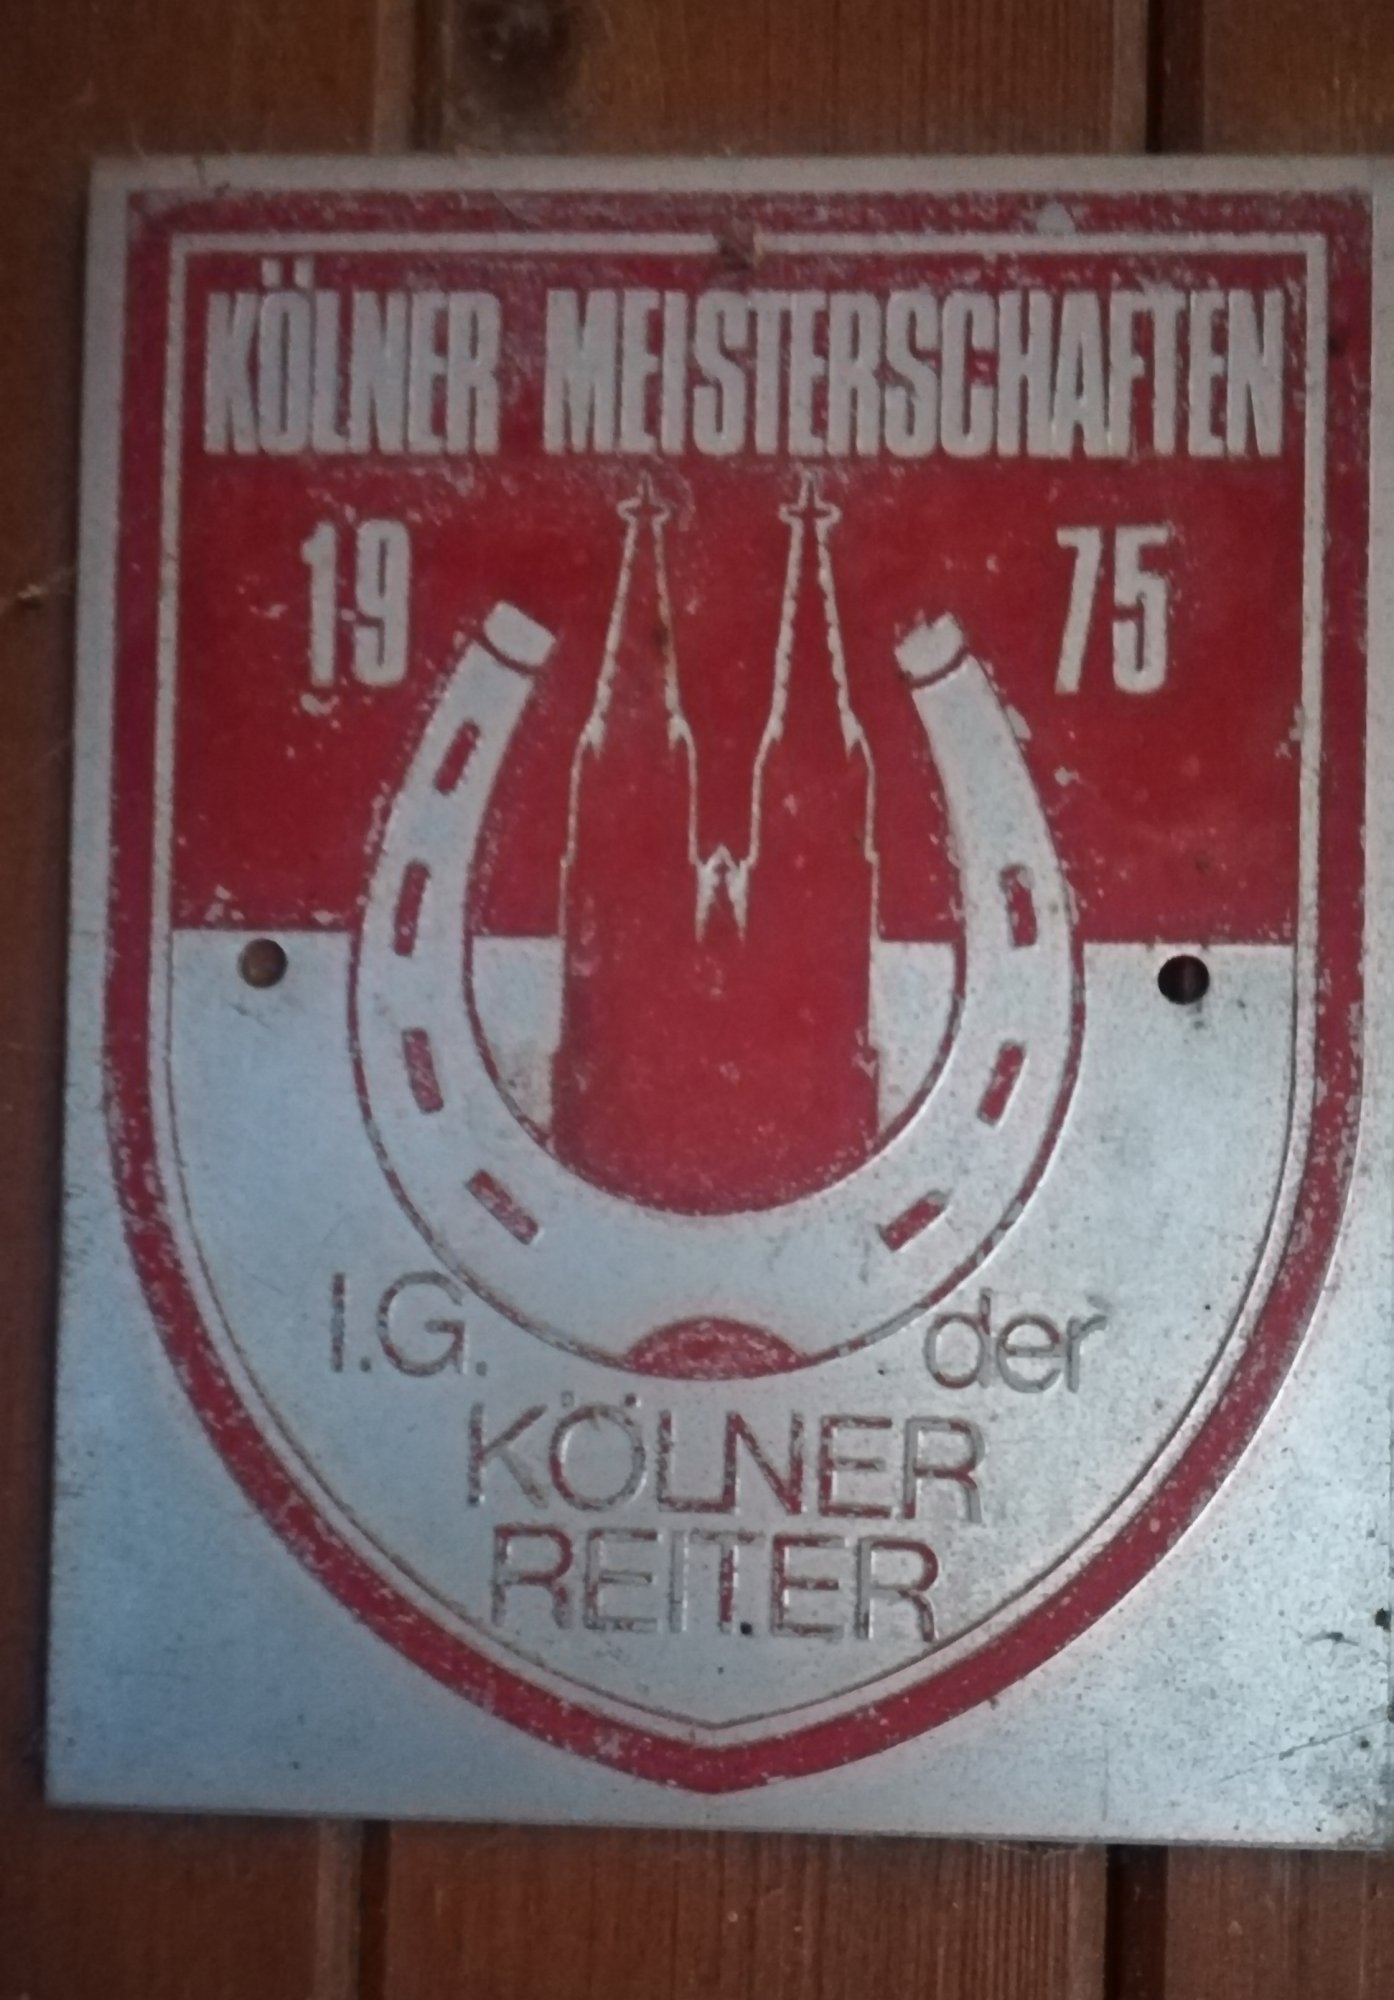 KÖLNER MEISTERSCHAFTEN
19 75
I.G. der
KÖLNER
REITER